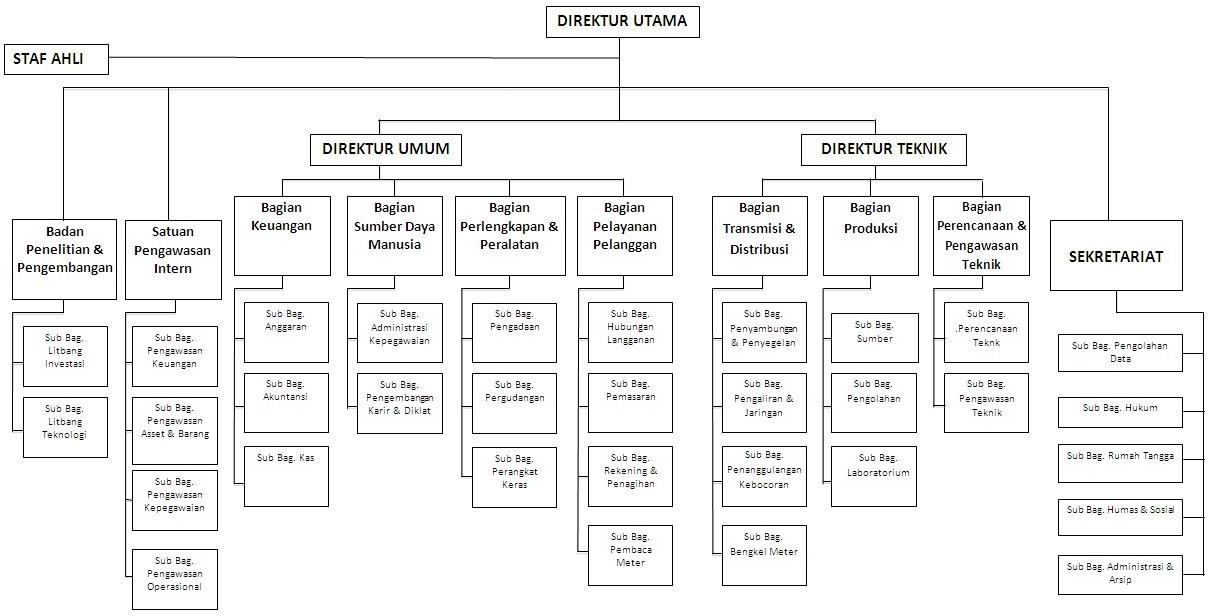 DIREKTUR UTAMA
STAF AHLI
DIREKTUR UMUM
DIREKTUR TEKNIK
Badan
Penelitian &
Pengembangan
Satuan
Pengawasan
Intern
Bagian
Keuangan
Bagian
Sumber Daya
Manusia
Bagian
Perlengkapan &
Peralatan
Bagian
Pelayanan
Pelanggan
Bagian
Transmisi &
Distribusi
Bagian
Produksi
Bagian
Perencanaan &
Pengawasan
Teknik
SEKRETARIAT
Sub Bag.
Litbang
Investasi
Sub Bag.
Litbang
Teknologi
Sub Bag.
Pengawasan
Keuangan
Sub Bag.
Pengawasan
Asset & Barang
Sub Bag.
Pengawasan
Kepegawaian
Sub Bag.
Pengawasan
Operasional
Sub Bag.
Anggaran
Sub Bag.
Akuntansi
Sub Bag. Kas
Sub Bag.
Administrasi
Kepegawaian
Sub Bag.
Pengembangan
Karir & Diklat
Sub Bag.
Pengadaan
Sub Bag.
Pergudangan
Sub Bag.
Perangkat
Keras
Sub Bag.
Hubungan
Langganan
Sub Bag.
Pemasaran
Sub Bag.
Rekening &
Penagihan
Sub Bag.
Pembaca
Meter
Sub Bag.
Penyambungan
& Penyegelan
Sub Bag.
Pengaliran &
Jaringan
Sub Bag.
Penanggulangan
Kebocoran
Sub Bag.
Bengkel Meter
Sub Bag.
Sumber
Sub Bag.
Pengolahan
Sub Bag.
Laboratorium
Sub Bag.
.Perencanaan
Teknk
Sub Bag.
Pengawasan
Teknik
Sub Bag. Pengolahan
Data
Sub Bag. Hukum
Sub Bag. Rumah Tangga
Sub Bag. Humas & Sosial
Sub Bag. Administrasi &
Arsip